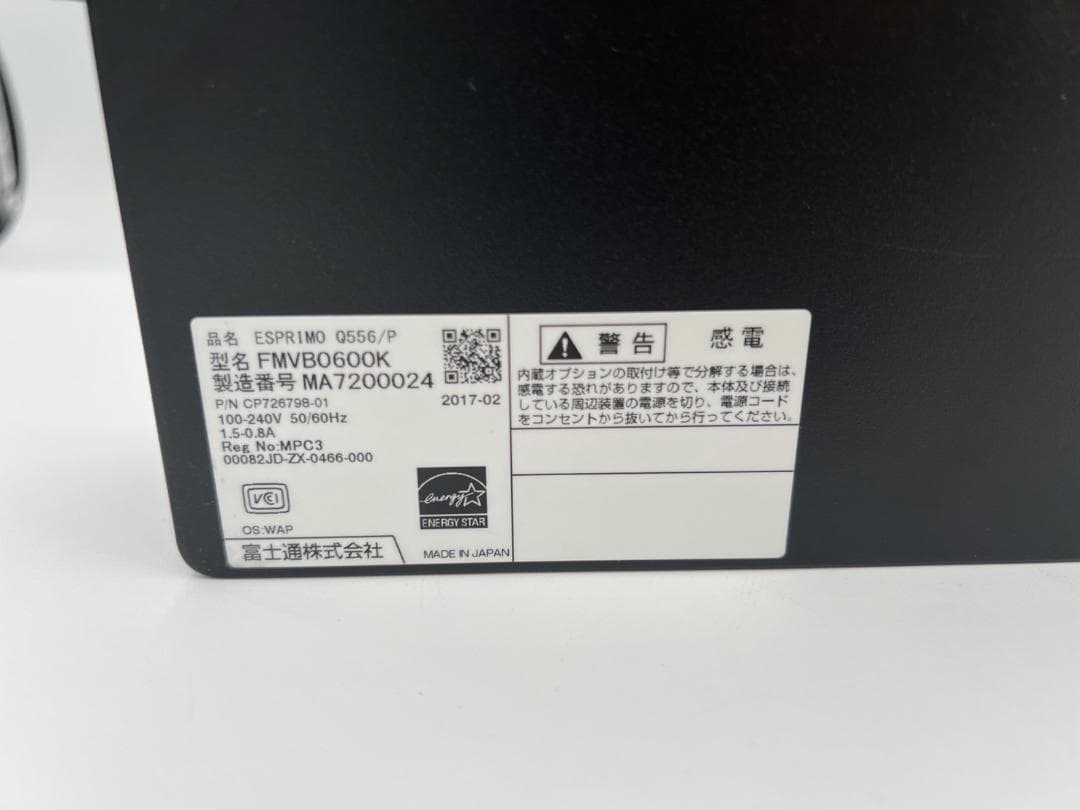 品名 ESPRIMO Q556/P
型名 FMVB0600K
製造番号 MA7200024
P/N CP726798-01
2017-02
100-240V 50/60Hz
1.5-0.8A
Reg No:MPC3
00082JD-ZX-0466-000
VCI
energy
ENERGY STAR
OS:WAP
富士通株式会社
MADE IN JAPAN
警告 感電
内蔵オプションの取付け等で分解する場合は、
感電する恐れがありますので、本体及び接続
している周辺装置の電源を切り、電源コード
をコンセントから抜いてから行ってください。